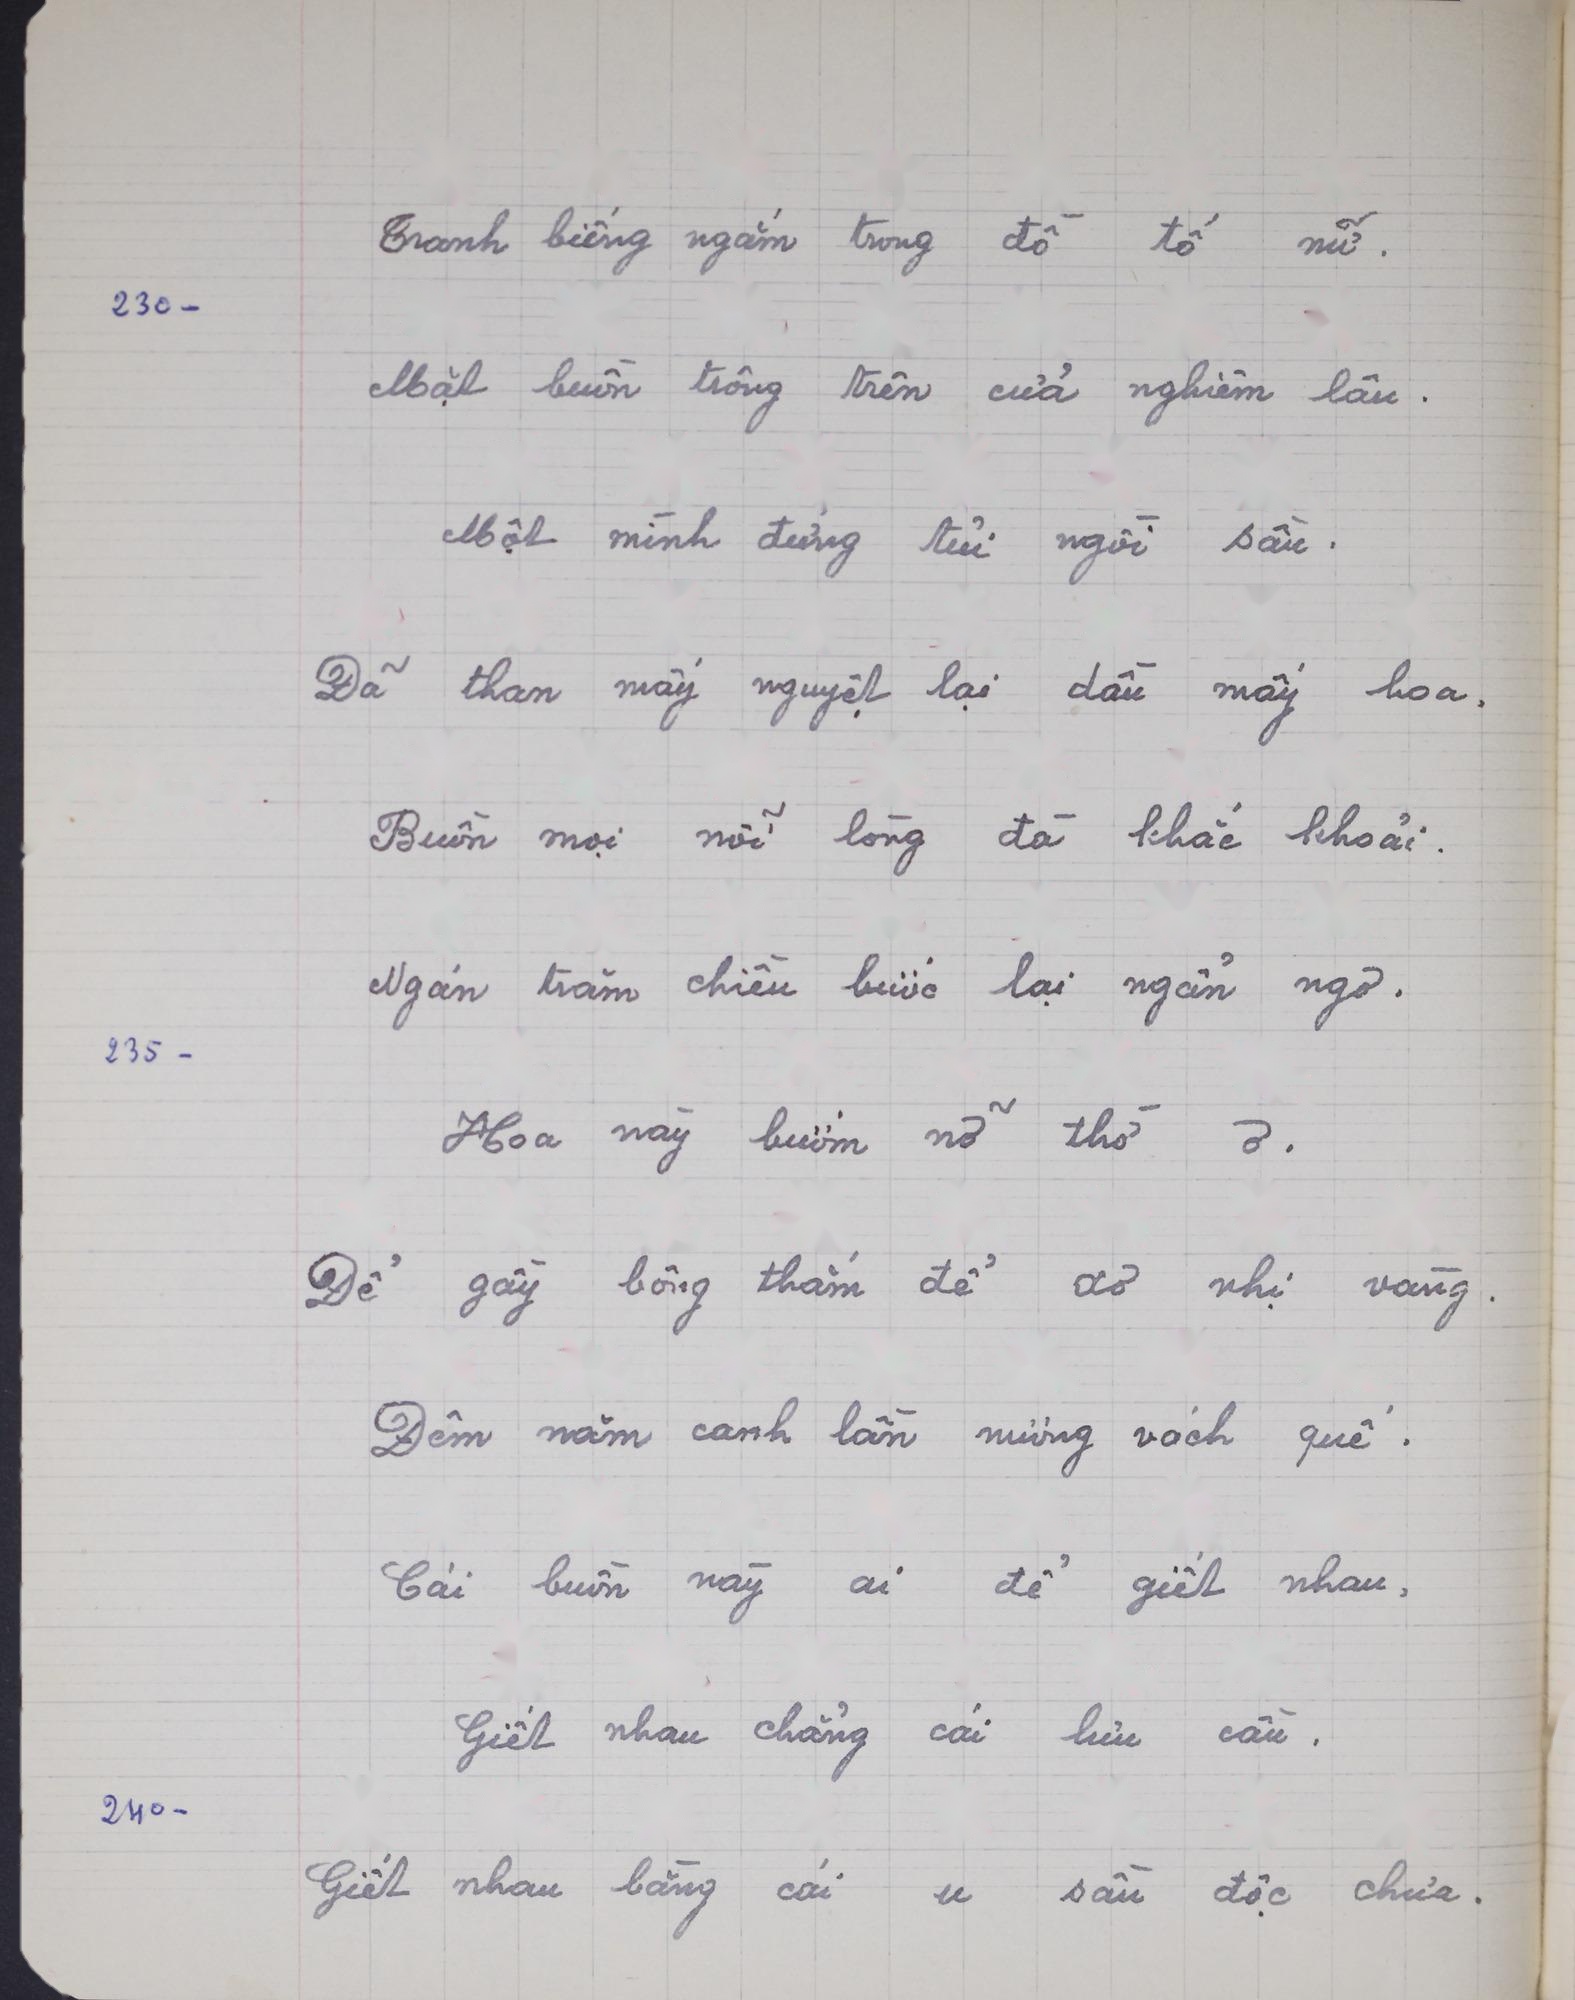 Tranh biếng ngắm trong đồ tố nữ.
230-
Mặt buồn trông trên cửa nghiêm lâu.
Một mình đứng tủi ngồi sầu.
Đã than mấy nguyệt lại dầu mấy hoa,
Buồn mọi nỗi lòng đà khắc khoải.
Ngán trăm chiều bước lại ngẩn ngơ.
235-
Hoa này bướm nỡ thờ ơ.
Để gầy bông thắm để xơ nhị vàng.
Đêm năm canh lần nương vách quế.
Cái buồn này ai để giết nhau,
Giết nhau chẳng cái lưu cầu.
240-
Giết nhau bằng cái u sầu độc chưa.